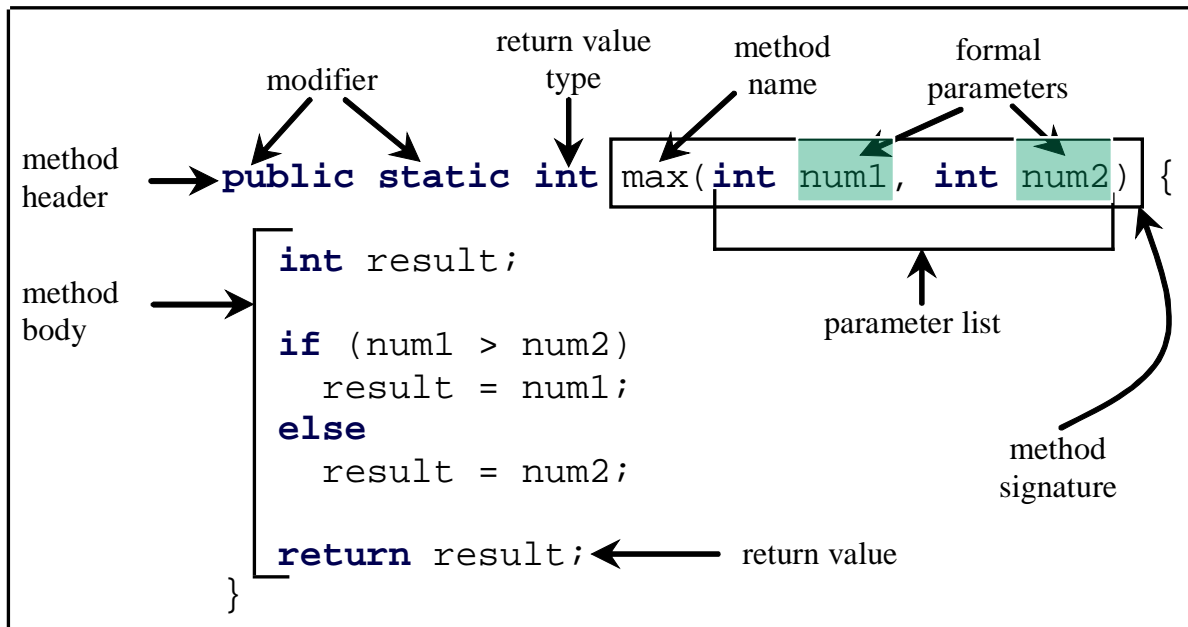 return value
type
method
name
formal
parameters
modifier
method
header
public static int max(int num1, int num2) {
method
body
int result;
parameter list
if (num1 > num2)
result = num1;
else
result = num2;
method
signature
return result;
return value
}